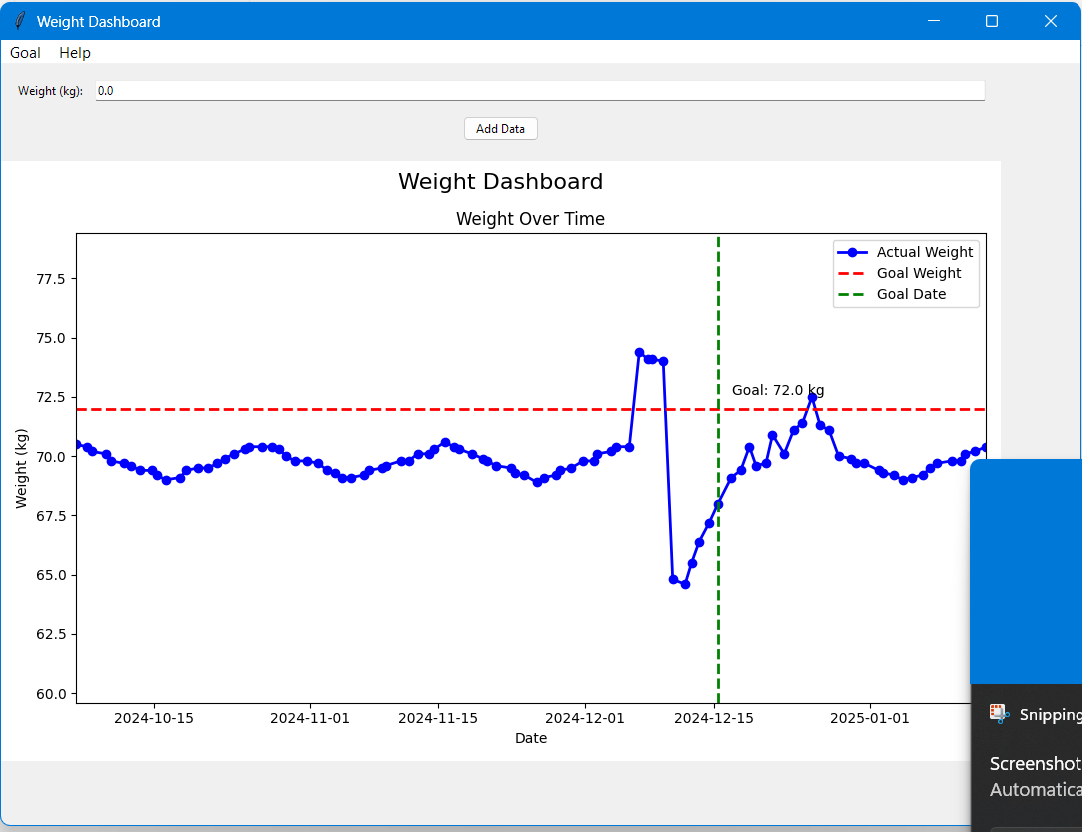 Weight Dashboard
Goal Help
Weight (kg): 0.0
Add Data
Weight Dashboard
Weight Over Time
Actual Weight
Goal Weight
Goal Date
77.5
75.0
72.5
70.0
67.5
65.0
62.5
60.0
Weight (kg)
Goal: 72.0 kg
2024-10-15 2024-11-01 2024-11-15 2024-12-01 2024-12-15 2025-01-01
Date
Snipping
Screenshot
Automatica